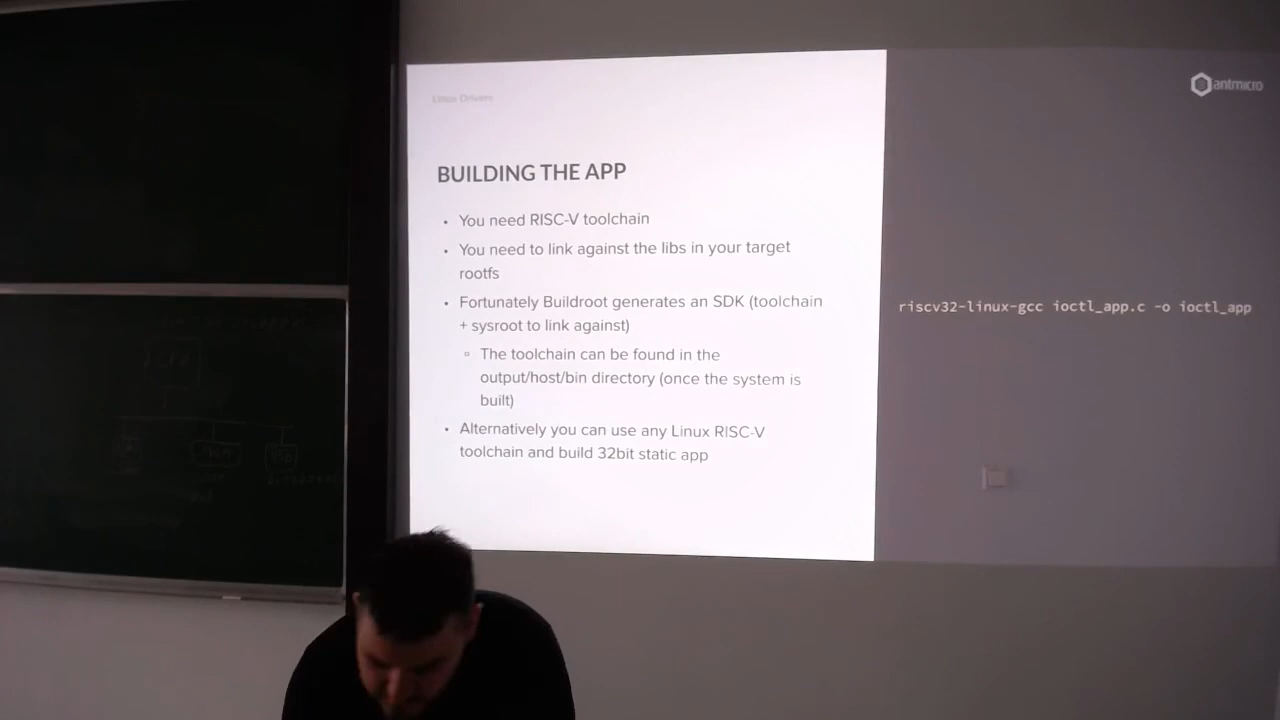 Linux Drivers
antmicro
BUILDING THE APP
• You need RISC-V toolchain
• You need to link against the libs in your target
rootfs
• Fortunately Buildroot generates an SDK (toolchain
+ sysroot to link against)
▫ The toolchain can be found in the
output/host/bin directory (once the system is
built)
• Alternatively you can use any Linux RISC-V
toolchain and build 32bit static app
riscv32-linux-gcc ioctl_app.c -o ioctl_app